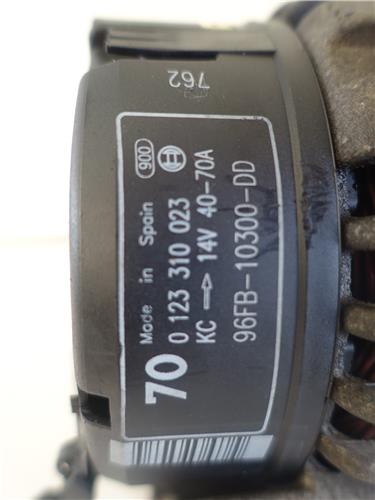 762
900
Made in Spain
70 0 123 310 023
KC → 14V 40-70A
96FB-10300-DD